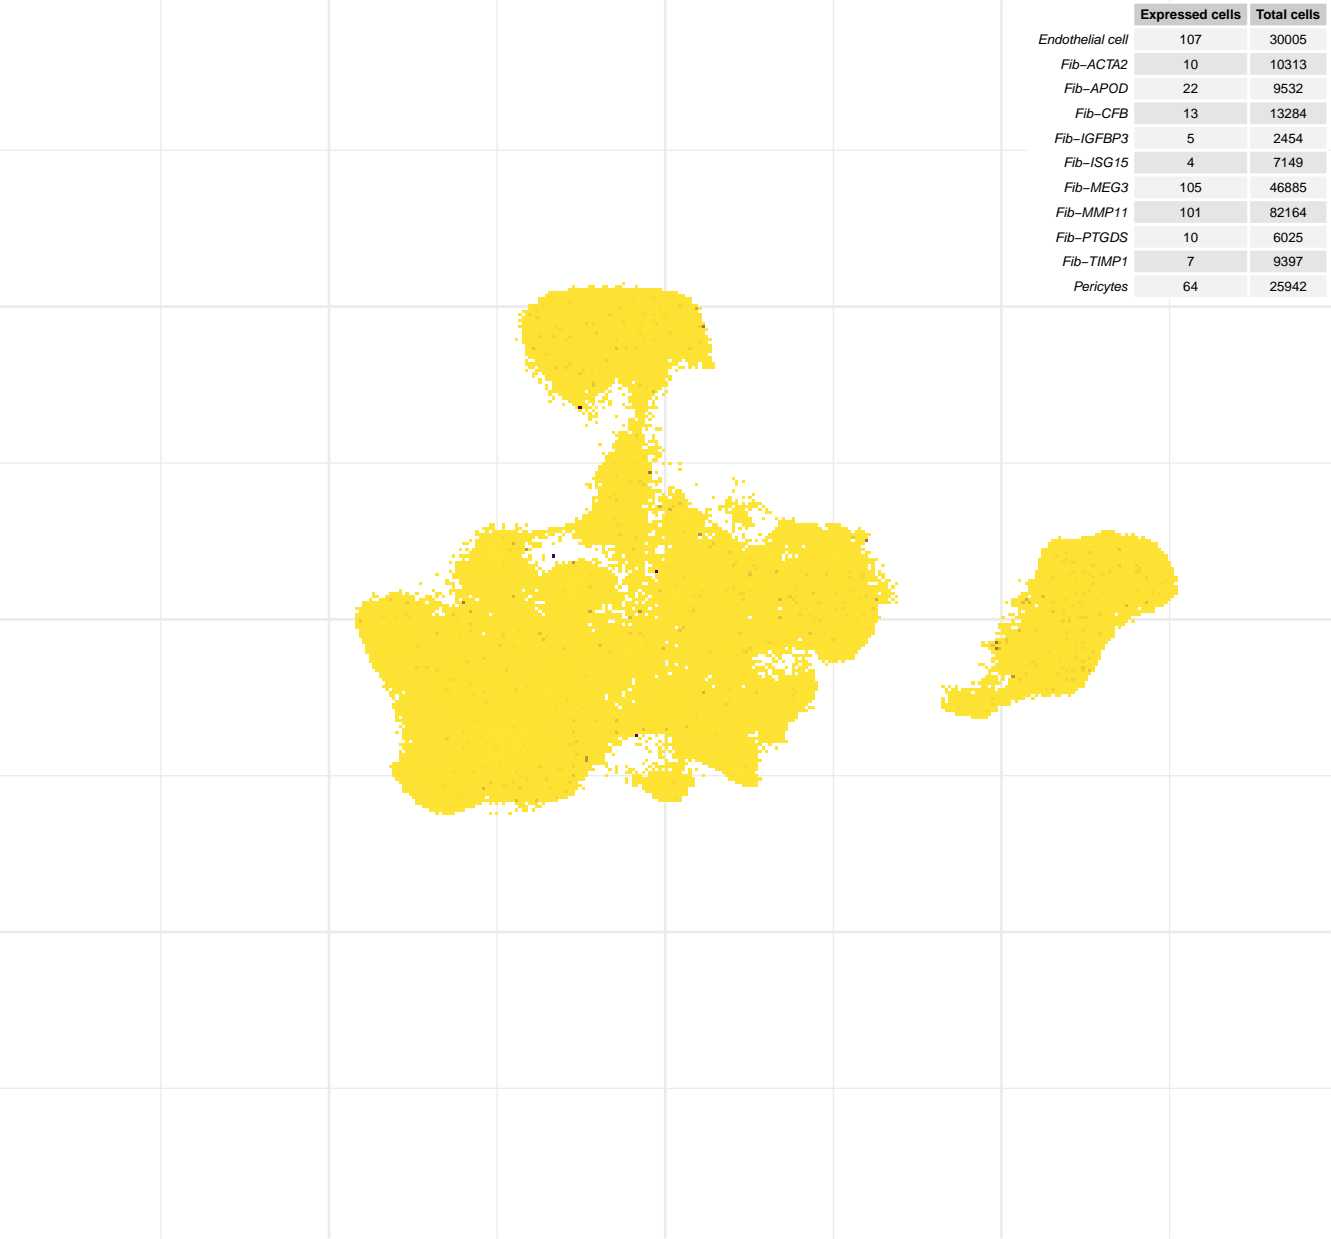 Expressed cells Total cells
Endothelial cell 107 30005
Fib−ACTA2 10 10313
Fib−APOD 22 9532
Fib−CFB 13 13284
Fib−IGFBP3 5 2454
Fib−ISG15 4 7149
Fib−MEG3 105 46885
Fib−MMP11 101 82164
Fib−PTGDS 10 6025
Fib−TIMP1 7 9397
Pericytes 64 25942